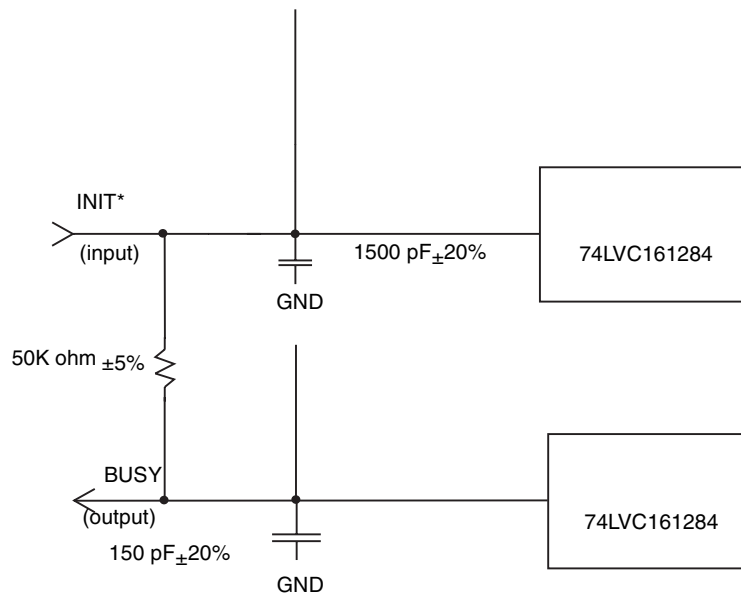 INIT*
(input)
1500 pF±20%
74LVC161284
GND
50K ohm ±5%
BUSY
(output)
74LVC161284
150 pF±20%
GND